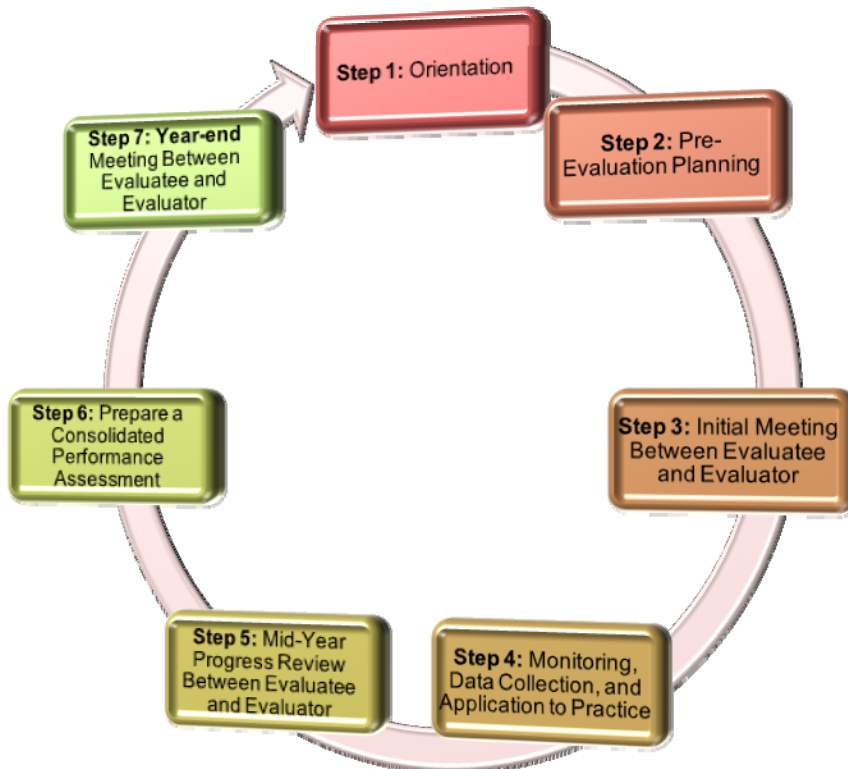 Step 1: Orientation
Step 2: Pre-
Evaluation Planning
Step 3: Initial Meeting
Between Evaluatee
and Evaluator
Step 4: Monitoring,
Data Collection, and
Application to Practice
Step 5: Mid-Year
Progress Review
Between Evaluatee
and Evaluator
Step 6: Prepare a
Consolidated
Performance
Assessment
Step 7: Year-end
Meeting Between
Evaluatee and
Evaluator